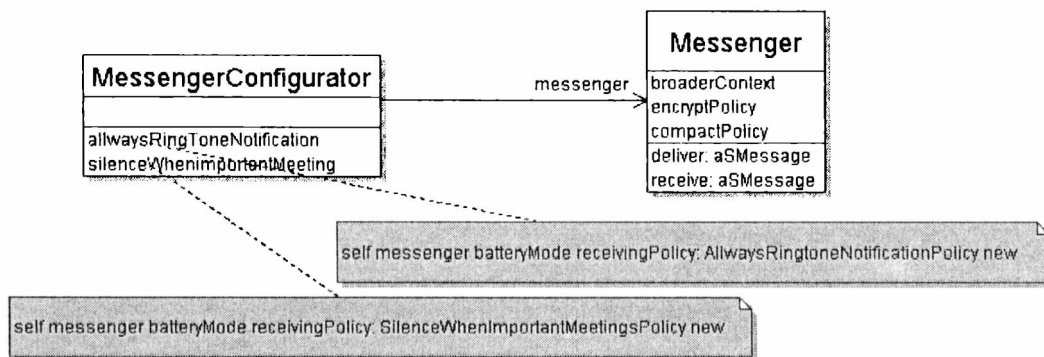 Messenger
MessengerConfigurator
messenger
broaderContext
encryptPolicy
compactPolicy
allwaysRingToneNotification
deliver: aSMessage
silenceWhenimportantMeeting
receive: aSMessage
self messenger batteryMode receivingPolicy: AllwaysRingtoneNotificationPolicy new
self messenger batteryMode receivingPolicy: SilenceWhenImportantMeetingsPolicy new